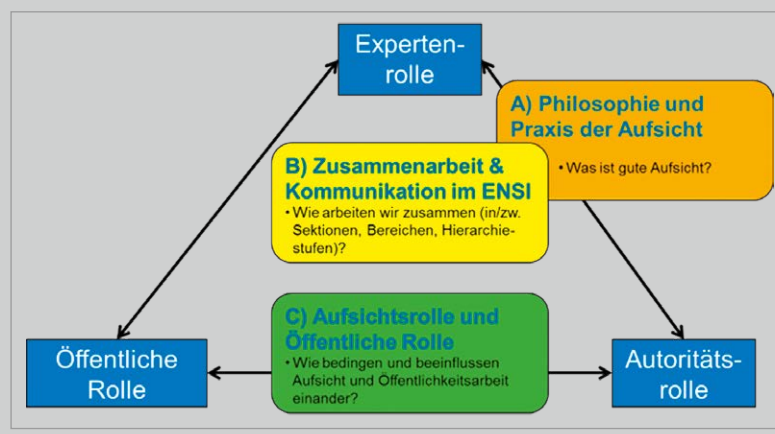 Experten-
rolle
A) Philosophie und
Praxis der Aufsicht
• Was ist gute Aufsicht?
B) Zusammenarbeit &
Kommunikation im ENSI
• Wie arbeiten wir zusammen (in/zw.
Sektionen, Bereichen, Hierarchie-
stufen)?
C) Aufsichtsrolle und
Öffentliche Rolle
• Wie bedingen und beeinflussen
Aufsicht und Öffentlichkeitsarbeit
einander?
Öffentliche
Rolle
Autoritäts-
rolle